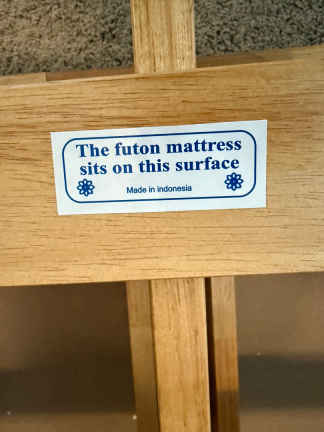 The futon mattress
sits on this surface
Made in indonesia